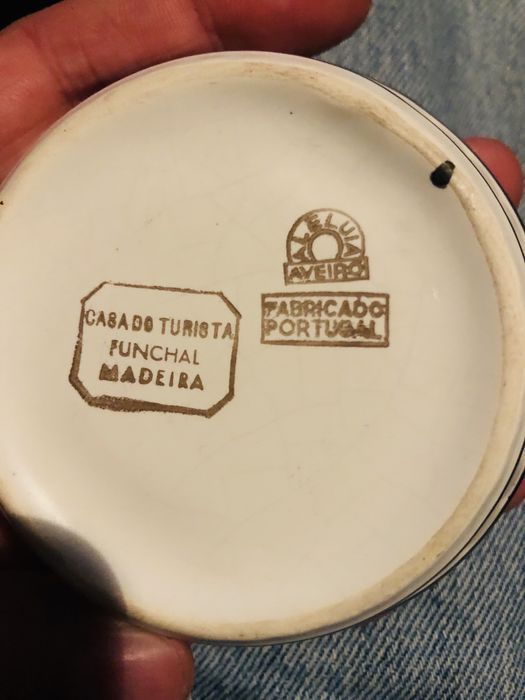 ALELUIA
AVEIRO
FABRICADO
PORTUGAL
CASA DO TURISTA
FUNCHAL
MADEIRA